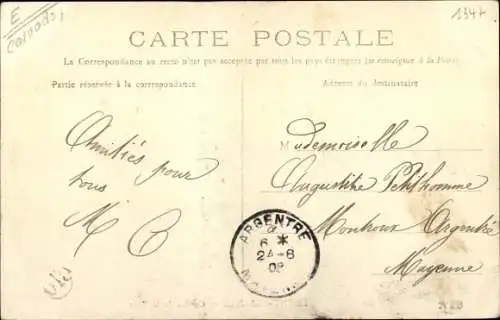 E
Calvados
1347
CARTE POSTALE
La Correspondance au recto n'est pas acceptée par tous les pays étrangers (se renseigner à la Poste)
Partie réservée à la correspondance
Adresse du destinataire
Amitiés pour
tous
M C
Mademoiselle
Augustine Petithomme
Argentré
Mayenne
ARGENTRE
6 *
24-8
08